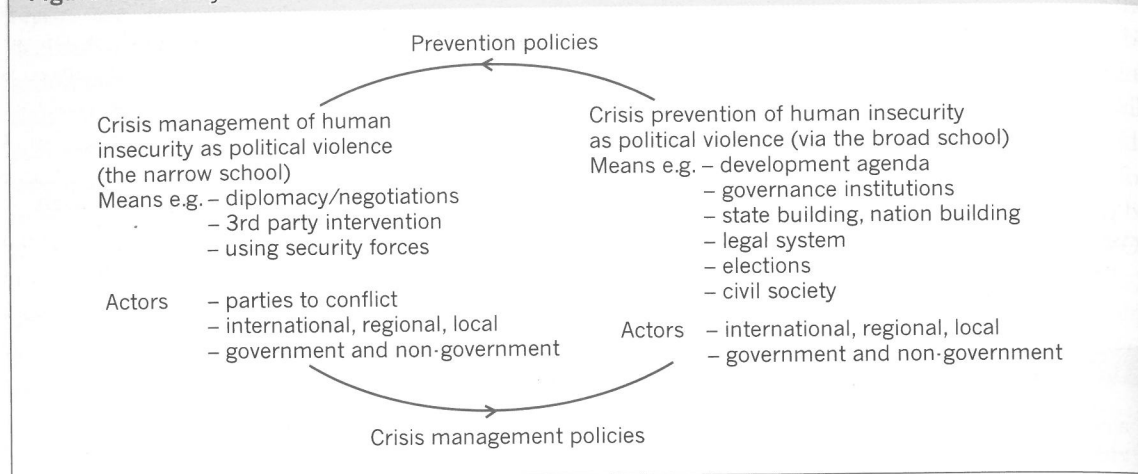 Prevention policies
Crisis management of human
insecurity as political violence
(the narrow school)
Means e.g. – diplomacy/negotiations
– 3rd party intervention
– using security forces
Actors – parties to conflict
– international, regional, local
– government and non-government
Crisis prevention of human insecurity
as political violence (via the broad school)
Means e.g. – development agenda
– governance institutions
– state building, nation building
– legal system
– elections
– civil society
Actors – international, regional, local
– government and non-government
Crisis management policies